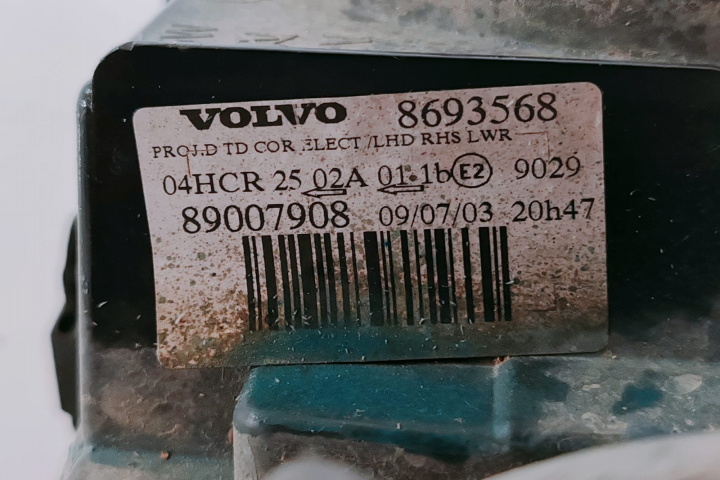 VOLVO 8693568
PROJ.D TD COR ELECT /LHD RHS LWR
04HCR 25 02A 01.1b E2 9029
89007908 09/07/03 20h47